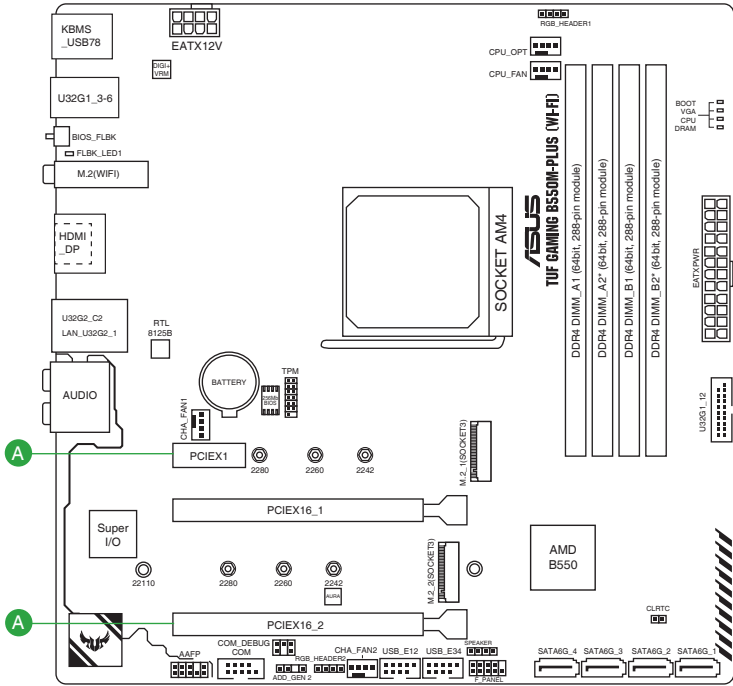 KBMS
_USB78
EATX12V
RGB_HEADER1
DIGI+
VRM
CPU_OPT
CPU_FAN
U32G1_3-6
BIOS_FLBK
FLBK_LED1
M.2(WIFI)
BOOT
VGA
CPU
DRAM
HDMI
_DP
SOCKET AM4
ASUS
TUF GAMING B550M-PLUS (WI-FI)
DDR4 DIMM_A1 (64bit, 288-pin module)
DDR4 DIMM_A2* (64bit, 288-pin module)
DDR4 DIMM_B1 (64bit, 288-pin module)
DDR4 DIMM_B2* (64bit, 288-pin module)
EATXPWR
U32G2_C2
LAN_U32G2_1
RTL
8125B
AUDIO
BATTERY
256Mb
BIOS
TPM
CHA_FAN1
U32G1_12
A
PCIEX1
2280
2260
2242
M.2_1(SOCKET3)
PCIEX16_1
Super
I/O
AMD
B550
22110
2280
2260
2242
M.2_2(SOCKET3)
AURA
A
PCIEX16_2
CLRTC
AAFP
COM_DEBUG
COM
ADD_GEN 2
RGB_HEADER2
CHA_FAN2
USB_E12
USB_E34
SPEAKER
F_PANEL
SATA6G_4
SATA6G_3
SATA6G_2
SATA6G_1